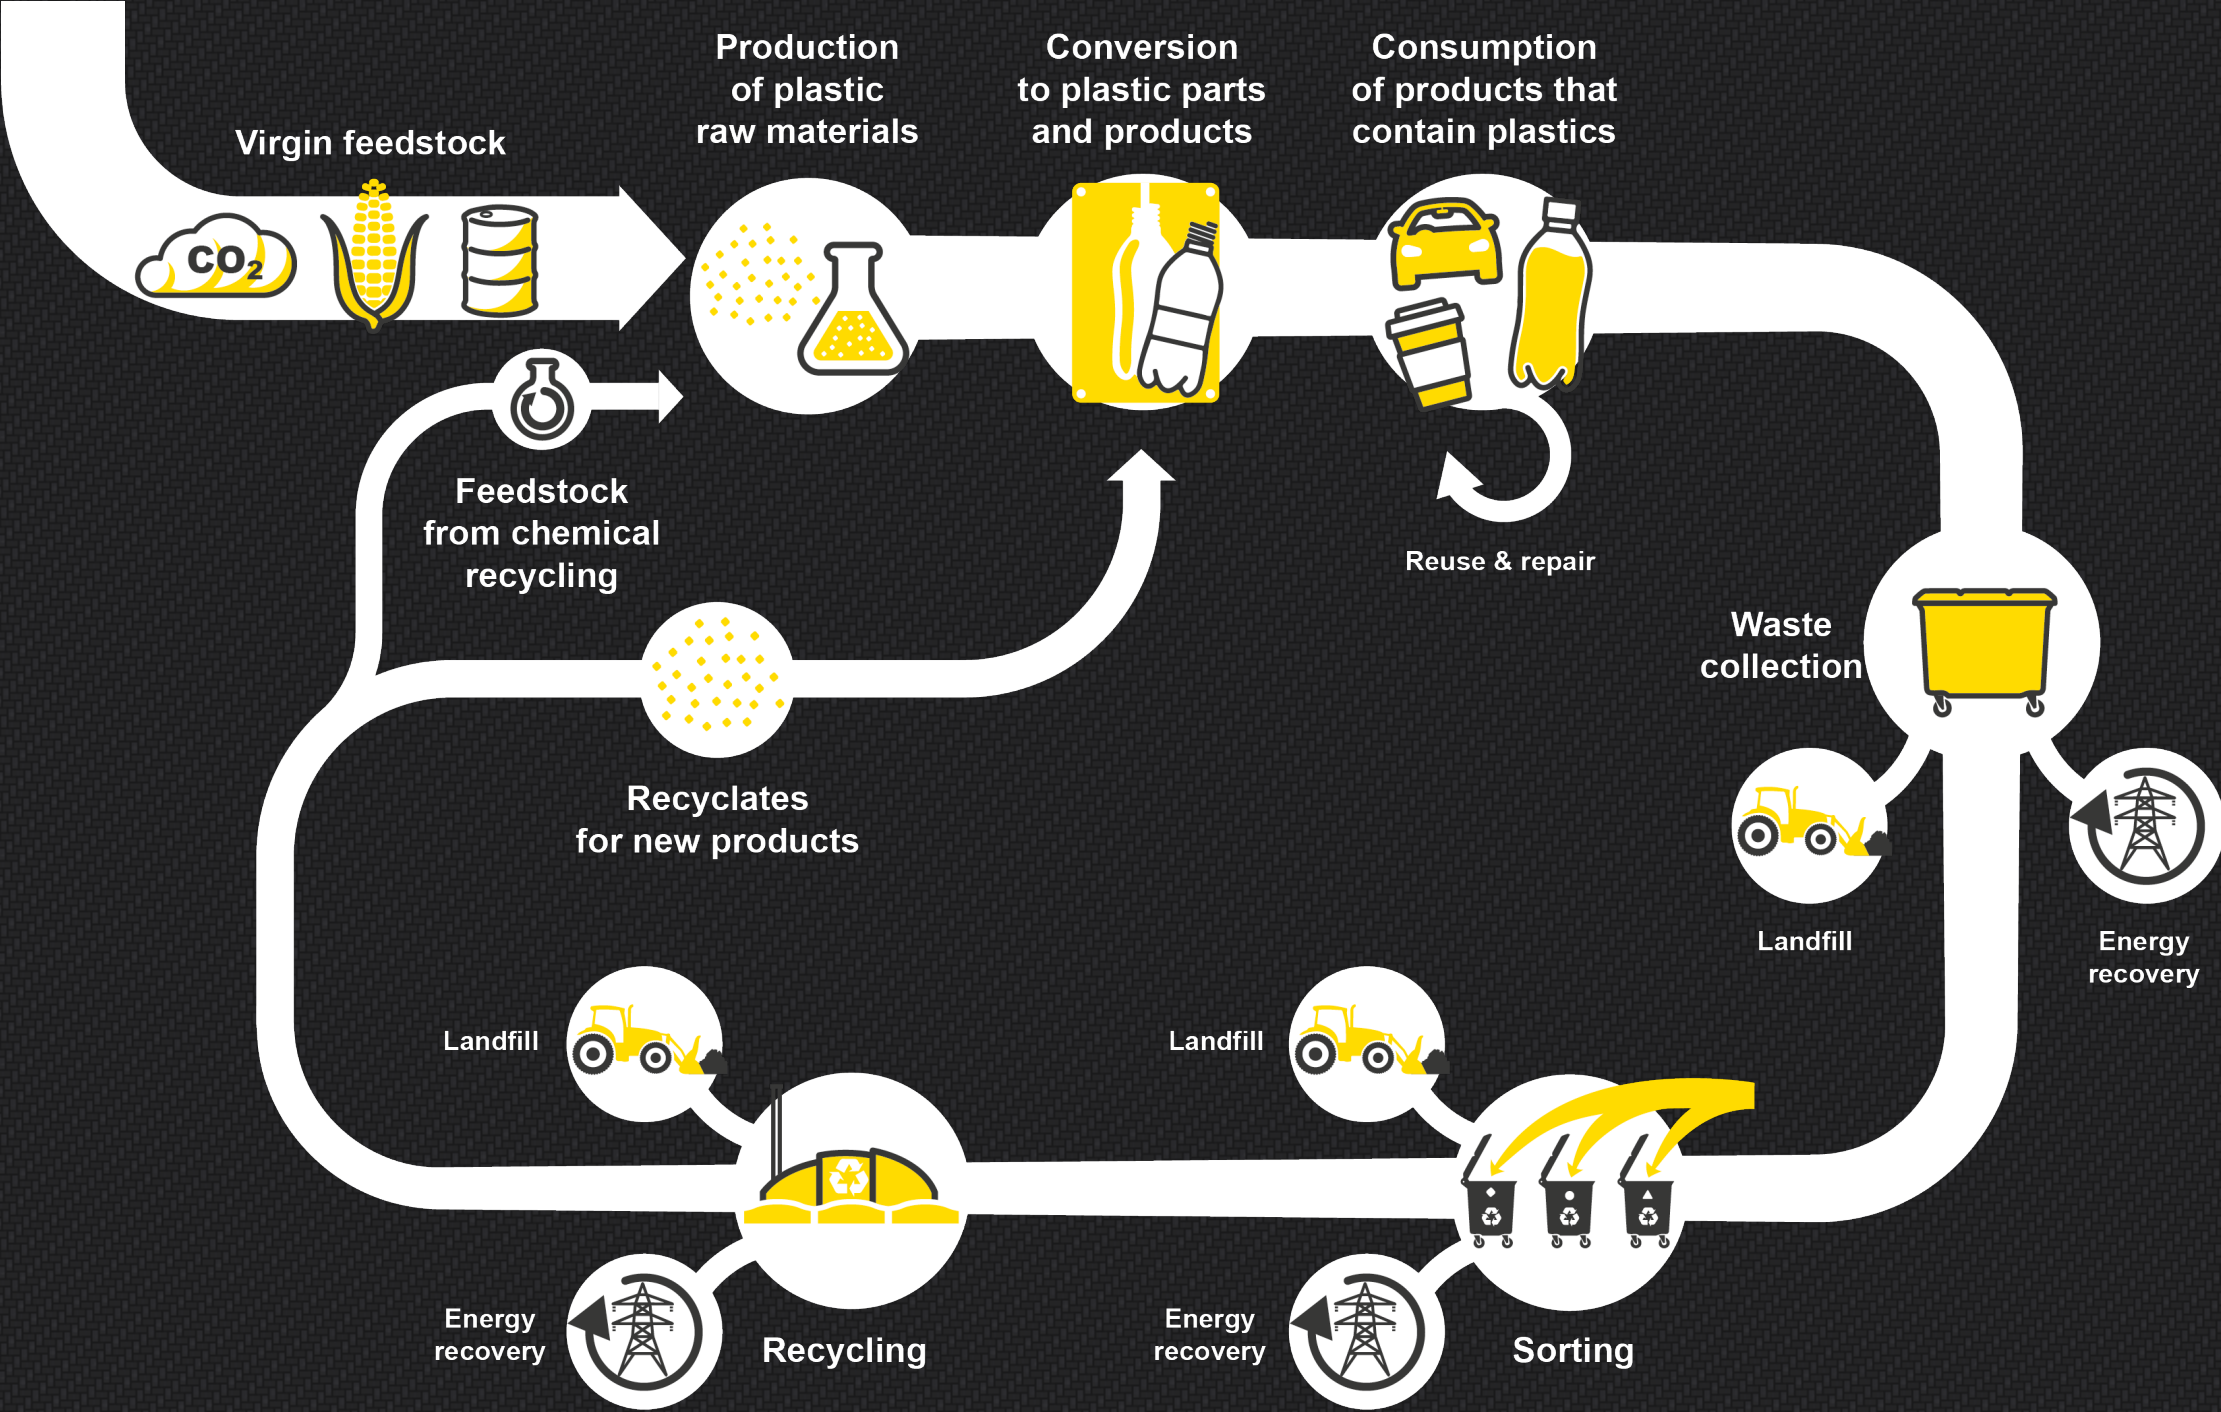 Production
of plastic
raw materials
Conversion
to plastic parts
and products
Consumption
of products that
contain plastics
Virgin feedstock
CO₂
Feedstock
from chemical
recycling
Reuse & repair
Waste
collection
Recyclates
for new products
Landfill
Energy
recovery
Landfill
Landfill
Energy
recovery
Recycling
Energy
recovery
Sorting